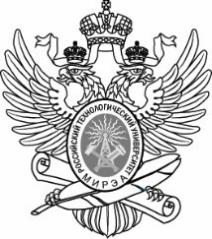 РОССИЙСКИЙ ТЕХНОЛОГИЧЕСКИЙ УНИВЕРСИТЕТ
МИРЭА